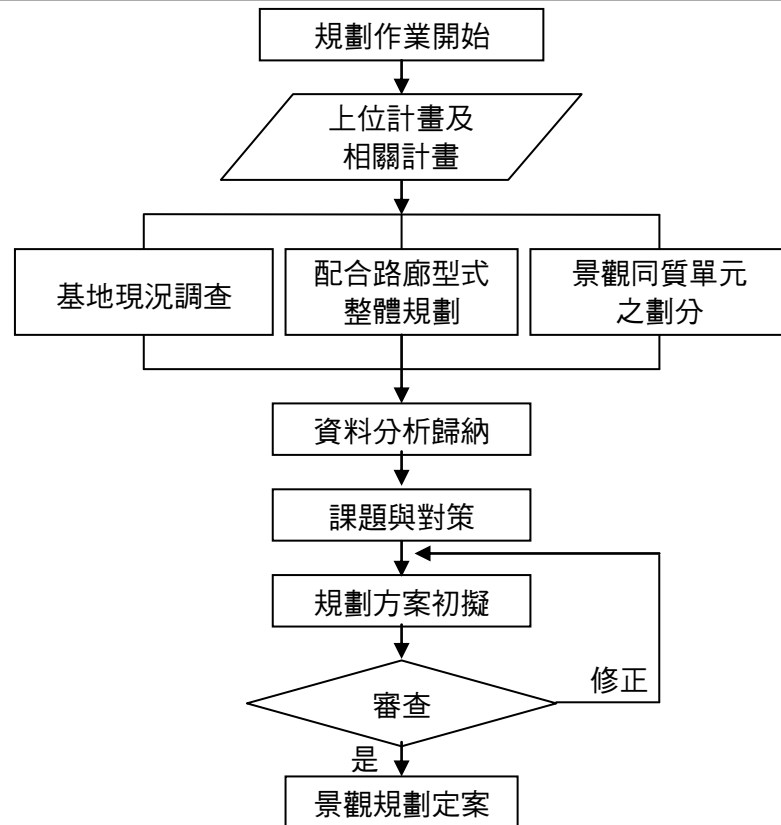 規劃作業開始
上位計畫及
相關計畫
基地現況調查
配合路廊型式
整體規劃
景觀同質單元
之劃分
資料分析歸納
課題與對策
規劃方案初擬
修正
審查
是
景觀規劃定案